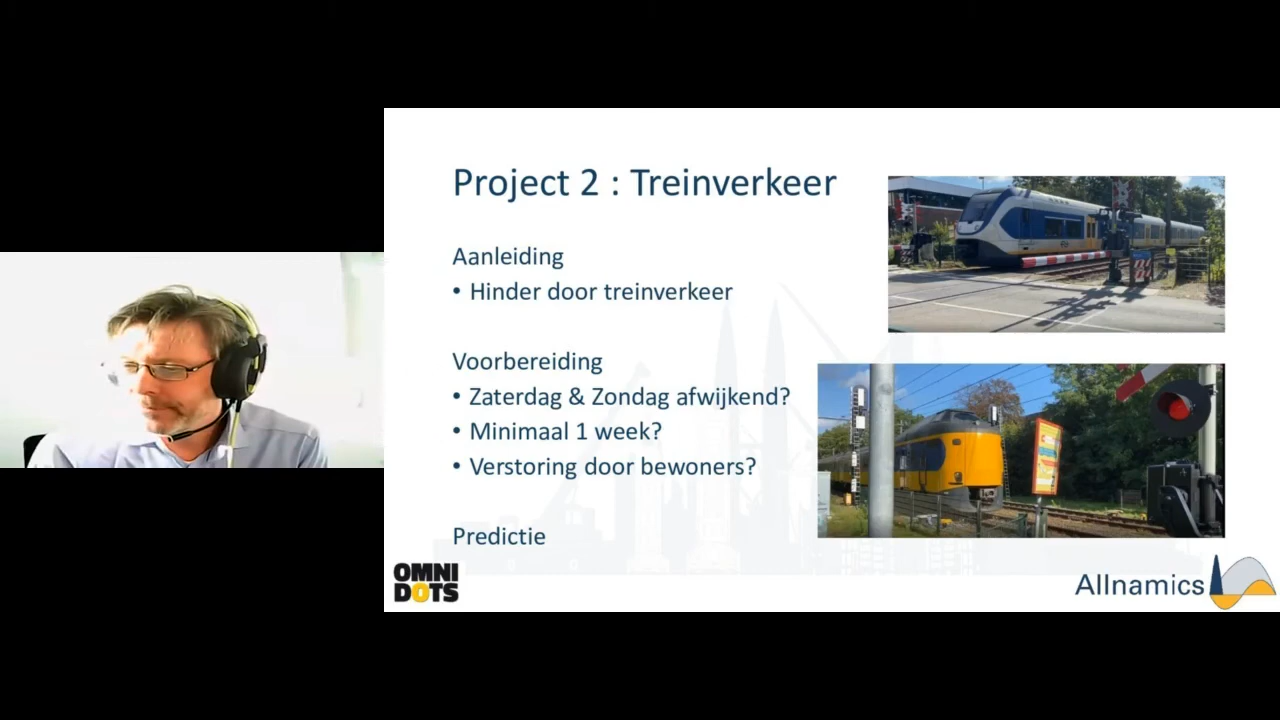 Project 2 : Treinverkeer
Aanleiding
• Hinder door treinverkeer
Voorbereiding
• Zaterdag & Zondag afwijkend?
• Minimaal 1 week?
• Verstoring door bewoners?
Predictie
OMNI
DOTS
Allnamics